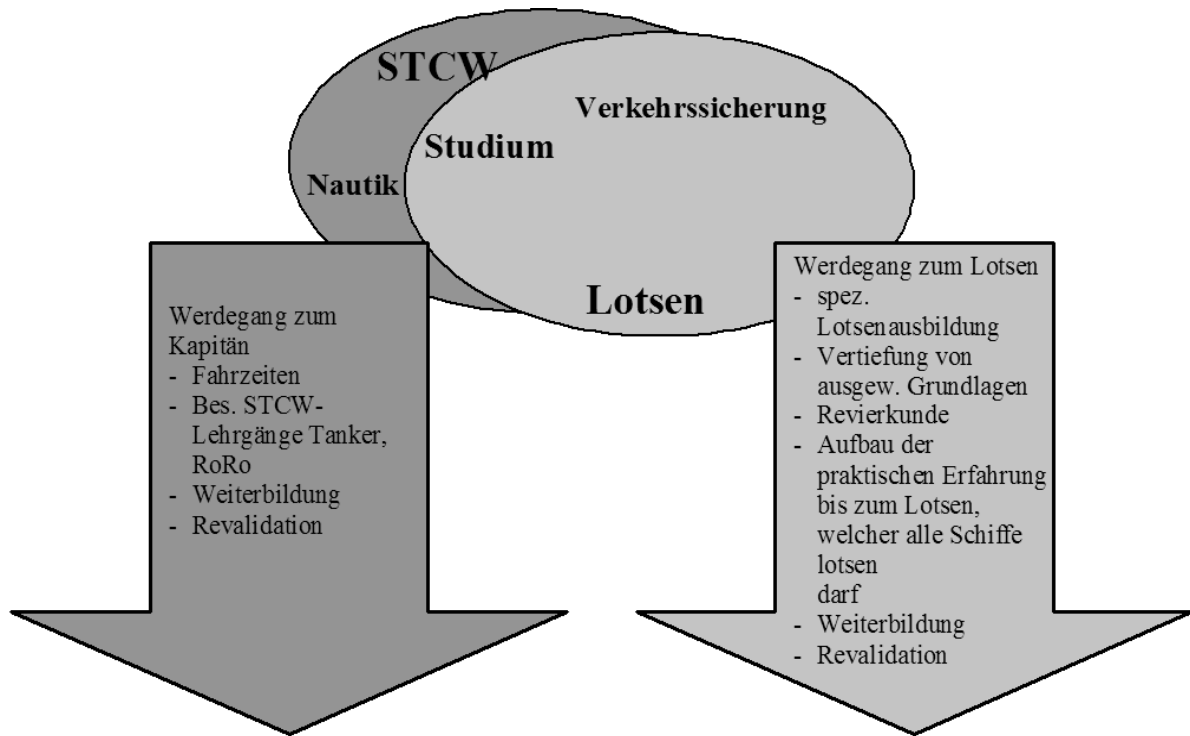 STCW
Verkehrssicherung
Studium
Nautik
Lotsen
Werdegang zum
Kapitän
- Fahrzeiten
- Bes. STCW-
Lehrgänge Tanker,
RoRo
- Weiterbildung
- Revalidation
Werdegang zum Lotsen
- spez.
Lotsenausbildung
- Vertiefung von
ausgew. Grundlagen
- Revierkunde
- Aufbau der
praktischen Erfahrung
bis zum Lotsen,
welcher alle Schiffe
lotsen
darf
- Weiterbildung
- Revalidation